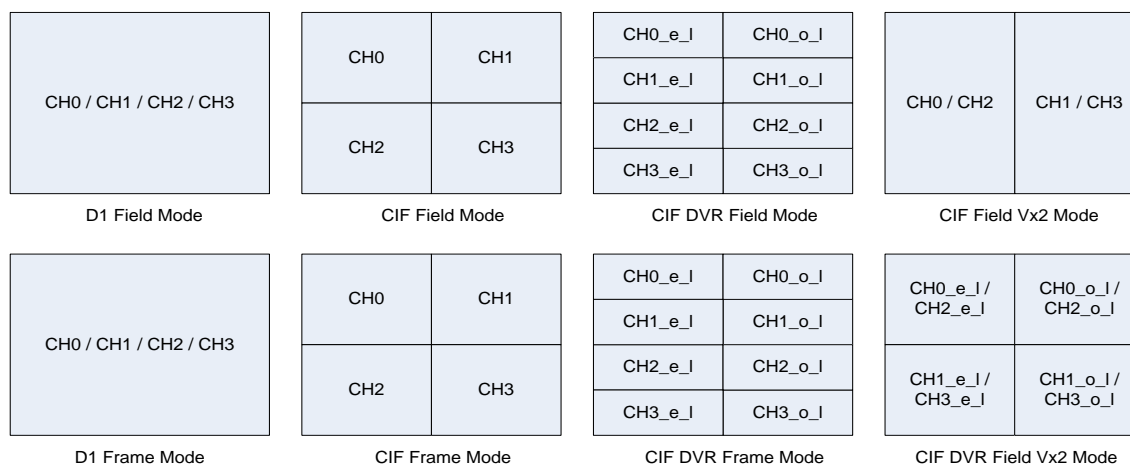 CH0 / CH1 / CH2 / CH3
D1 Field Mode
CH0 CH1
CH2 CH3
CIF Field Mode
CH0_e_l CH0_o_l
CH1_e_l CH1_o_l
CH2_e_l CH2_o_l
CH3_e_l CH3_o_l
CIF DVR Field Mode
CH0 / CH2 CH1 / CH3
CIF Field Vx2 Mode
CH0 / CH1 / CH2 / CH3
D1 Frame Mode
CH0 CH1
CH2 CH3
CIF Frame Mode
CH0_e_l CH0_o_l
CH1_e_l CH1_o_l
CH2_e_l CH2_o_l
CH3_e_l CH3_o_l
CIF DVR Frame Mode
CH0_e_l /
CH2_e_l
CH0_o_l /
CH2_o_l
CH1_e_l /
CH3_e_l
CH1_o_l /
CH3_o_l
CIF DVR Field Vx2 Mode